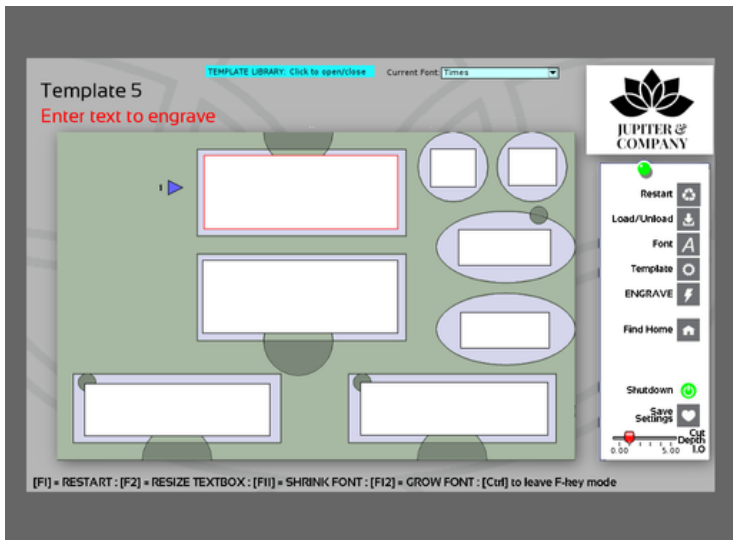 TEMPLATE LIBRARY: Click to open/close
Current Font: Times
Template 5
Enter text to engrave
JUPITER &
COMPANY
1
Restart
Load/Unload
Font A
Template
ENGRAVE
Find Home
Shutdown
Save
Settings
Cut
Depth
0.00 5.00 1.0
[F1] = RESTART : [F2] = RESIZE TEXTBOX : [F11] = SHRINK FONT : [F12] = GROW FONT : [Ctrl] to leave F-key mode